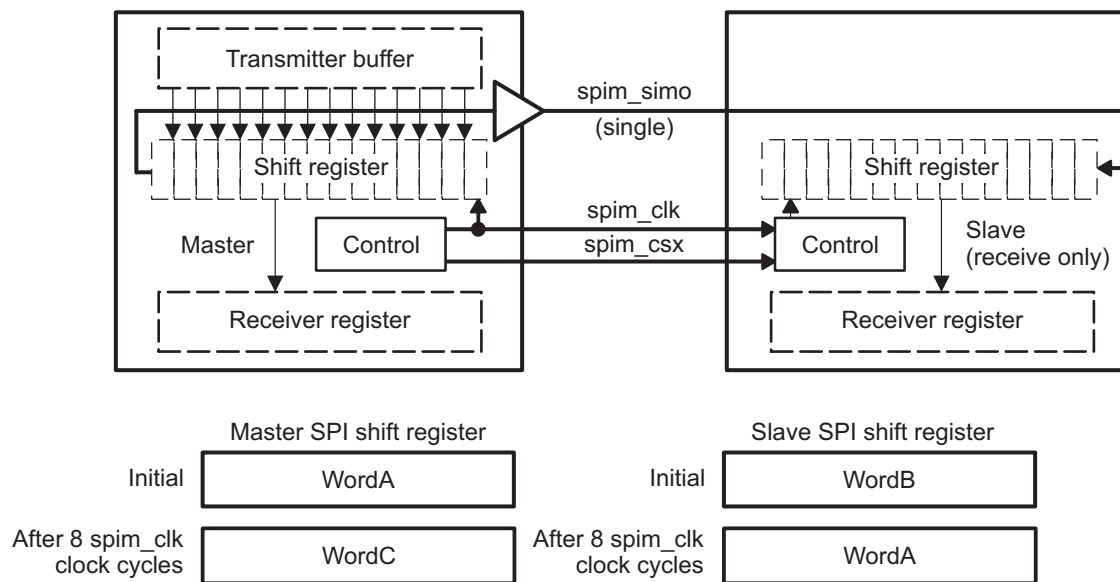 Transmitter buffer
spim_simo
(single)
Shift register
Shift register
spim_clk
Master
Control
spim_csx
Control
Slave
(receive only)
Receiver register
Receiver register
Master SPI shift register
Slave SPI shift register
Initial
WordA
Initial
WordB
After 8 spim_clk
clock cycles
WordC
After 8 spim_clk
clock cycles
WordA